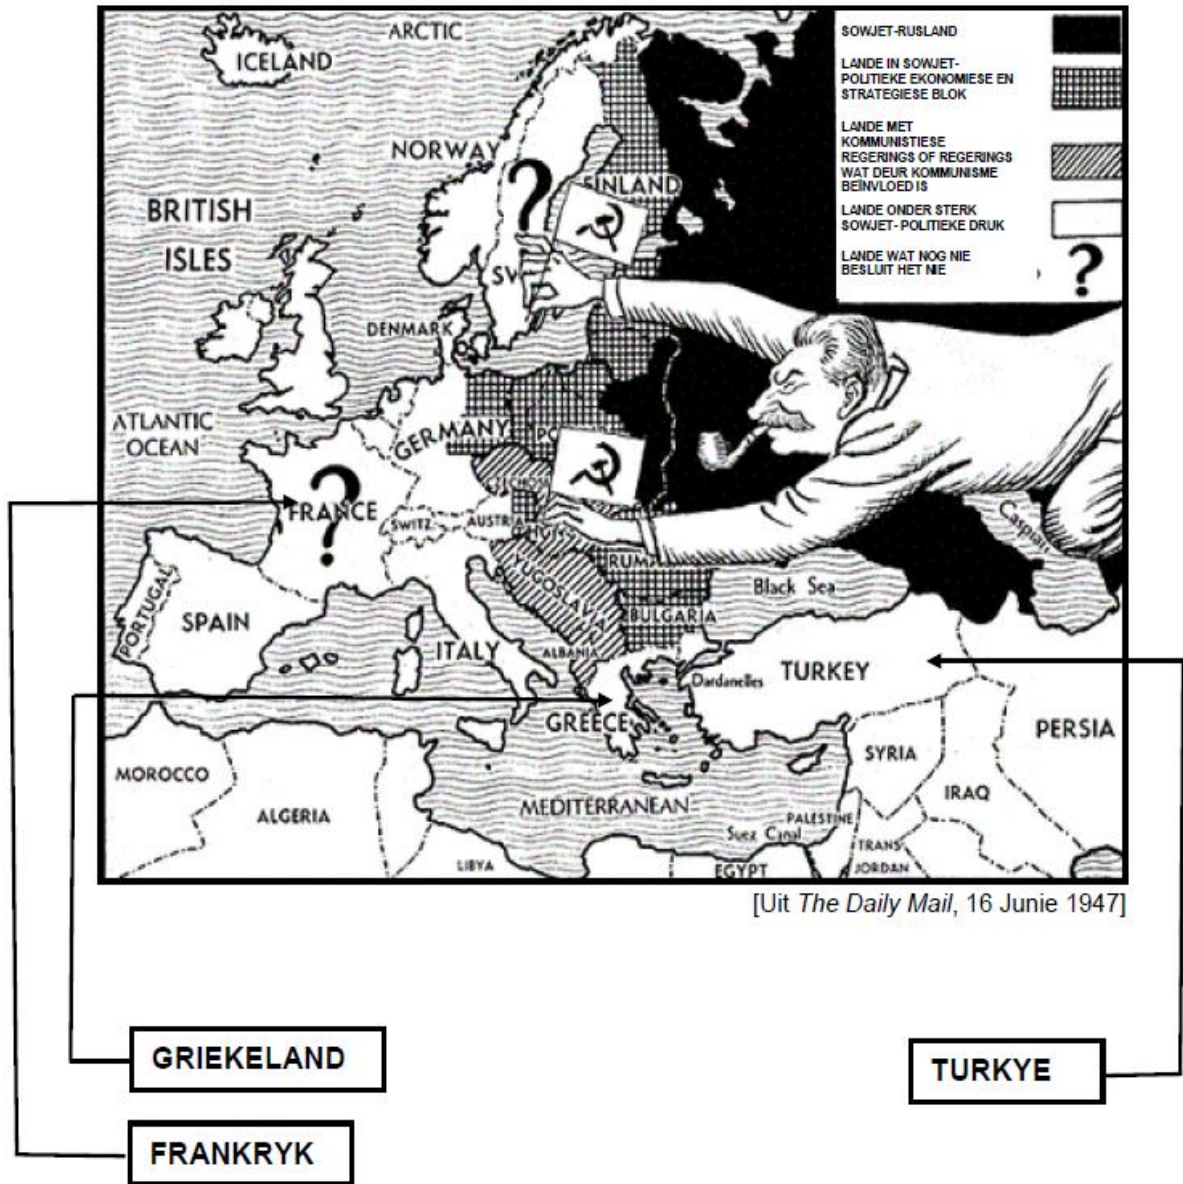 ARCTIC
ICELAND
SOWJET-RUSLAND
LANDE IN SOWJET-
POLITIEKE EKONOMIESE EN
STRATEGIESE BLOK
LANDE MET
KOMMUNISTIESE
REGERINGS OF REGERINGS
WAT DEUR KOMMUNISME
BEÏNVLOED IS
LANDE ONDER STERK
SOWJET- POLITIEKE DRUK
LANDE WAT NOG NIE
BESLUIT HET NIE
?
NORWAY
?
FINLAND
BRITISH
ISLES
SW
DENMARK
ATLANTIC
OCEAN
GERMANY
PO
?
FRANCE
SWITZ.
AUSTRIA
Caspian
RUM
Black Sea
YUGOSLAVIA
BULGARIA
PORTUGAL
SPAIN
ITALY
ALBANIA
Dardanelles
TURKEY
GREECE
PERSIA
SYRIA
MOROCCO
IRAQ
ALGERIA
MEDITERRANEAN
PALESTINE
Suez Canal
TRANS
JORDAN
LIBYA
EGYPT
[Uit The Daily Mail, 16 Junie 1947]
GRIEKELAND
TURKYE
FRANKRYK